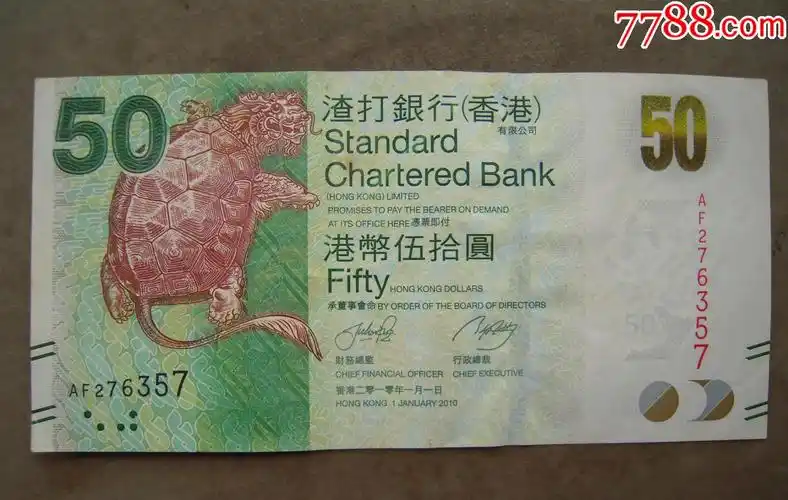 7788.com
50
渣打銀行(香港)
有限公司
50
Standard
Chartered Bank
(HONG KONG) LIMITED
PROMISES TO PAY THE BEARER ON DEMAND
AT ITS OFFICE HERE 憑票即付
AF276357
港幣伍拾圓
Fifty HONG KONG DOLLARS
承董事會命 BY ORDER OF THE BOARD OF DIRECTORS
財務總監
CHIEF FINANCIAL OFFICER
行政總裁
CHIEF EXECUTIVE
AF276357
香港二零一零年一月一日
HONG KONG 1 JANUARY 2010